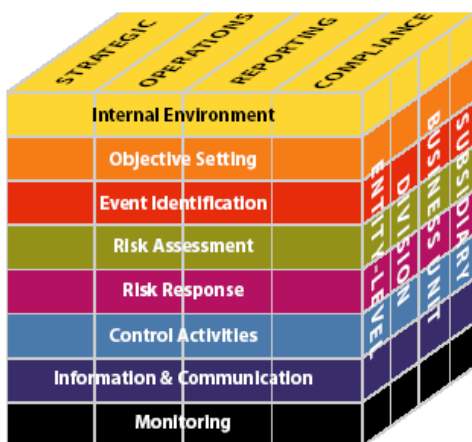 STRATEGIC
OPERATIONS
REPORTING
COMPLIANCE
Internal Environment
Objective Setting
Event Identification
Risk Assessment
Risk Response
Control Activities
Information & Communication
Monitoring
ENTITY-LEVEL
DIVISION
BUSINESS UNIT
SUBSIDIARY